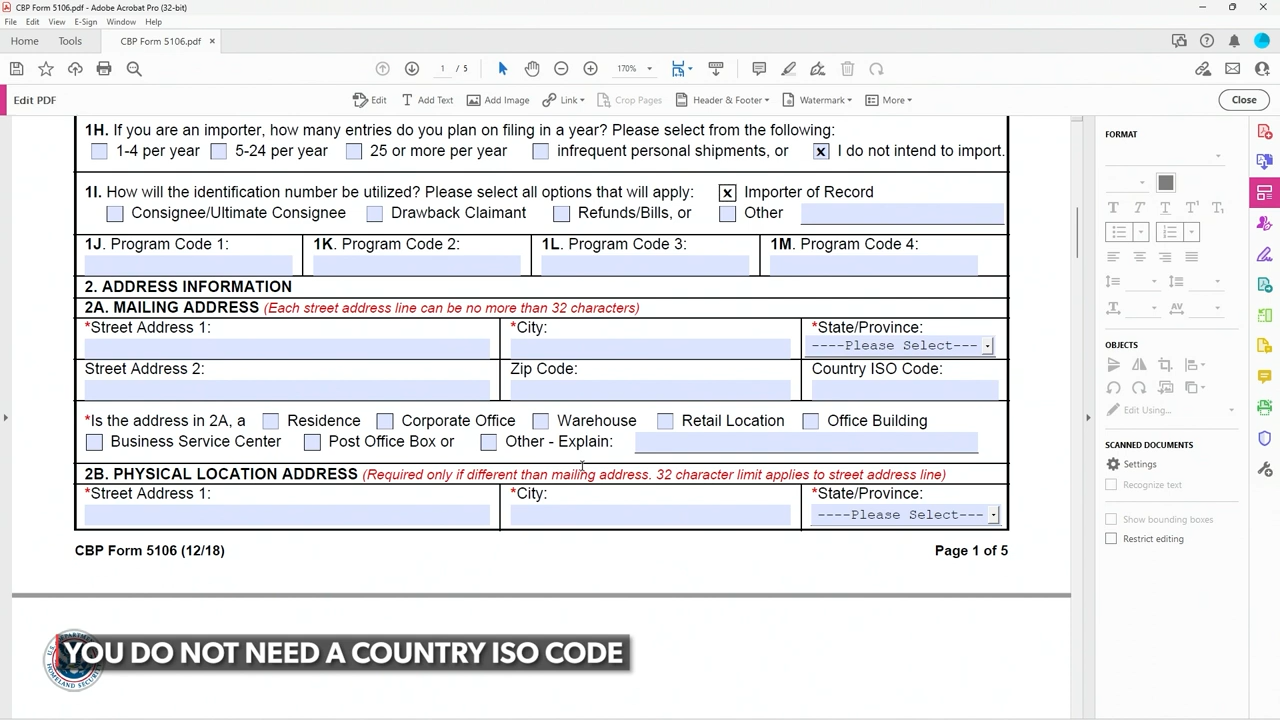 CBP Form 5106.pdf - Adobe Acrobat Pro (32-bit)
File Edit View E-Sign Window Help
Home Tools CBP Form 5106.pdf ×
1 / 5 170%
Edit PDF Edit Add Text Add Image Link Crop Pages Header & Footer Watermark More Close
1H. If you are an importer, how many entries do you plan on filing in a year? Please select from the following:
1-4 per year 5-24 per year 25 or more per year infrequent personal shipments, or x I do not intend to import.
1I. How will the identification number be utilized? Please select all options that will apply: x Importer of Record
Consignee/Ultimate Consignee Drawback Claimant Refunds/Bills, or Other
1J. Program Code 1: 1K. Program Code 2: 1L. Program Code 3: 1M. Program Code 4:
2. ADDRESS INFORMATION
2A. MAILING ADDRESS (Each street address line can be no more than 32 characters)
*Street Address 1: *City: *State/Province:
----Please Select---
Street Address 2: Zip Code: Country ISO Code:
*Is the address in 2A, a Residence Corporate Office Warehouse Retail Location Office Building
Business Service Center Post Office Box or Other - Explain:
2B. PHYSICAL LOCATION ADDRESS (Required only if different than mailing address. 32 character limit applies to street address line)
*Street Address 1: *City: *State/Province:
----Please Select---
CBP Form 5106 (12/18) Page 1 of 5
YOU DO NOT NEED A COUNTRY ISO CODE
FORMAT
OBJECTS
Edit Using...
SCANNED DOCUMENTS
Settings
Recognize text
Show bounding boxes
Restrict editing